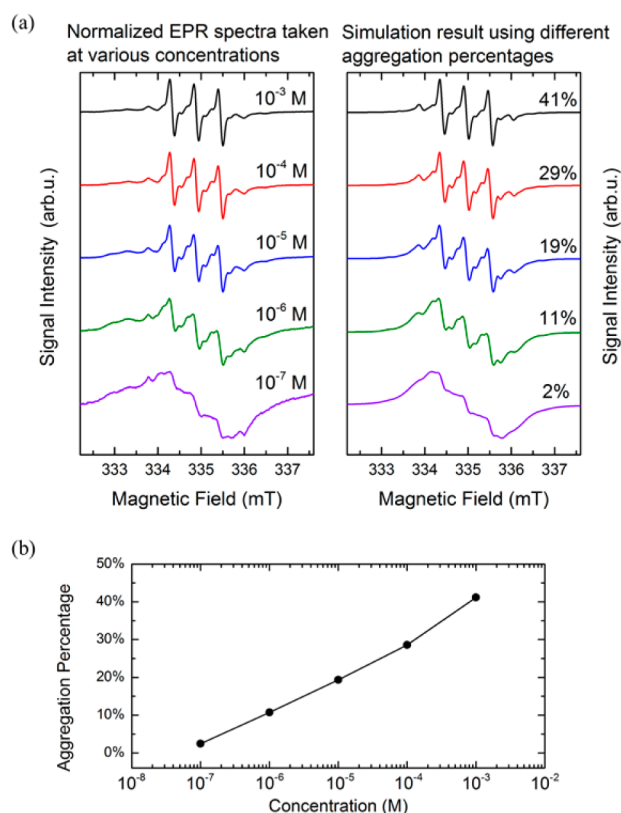 (a)
Normalized EPR spectra taken
at various concentrations
Simulation result using different
aggregation percentages
Signal Intensity (arb.u.)
10⁻³ M
10⁻⁴ M
10⁻⁵ M
10⁻⁶ M
10⁻⁷ M
333 334 335 336 337
Magnetic Field (mT)
41%
29%
19%
11%
2%
333 334 335 336 337
Magnetic Field (mT)
Signal Intensity (arb.u.)
(b)
Aggregation Percentage
50%
40%
30%
20%
10%
0%
10⁻⁸ 10⁻⁷ 10⁻⁶ 10⁻⁵ 10⁻⁴ 10⁻³ 10⁻²
Concentration (M)